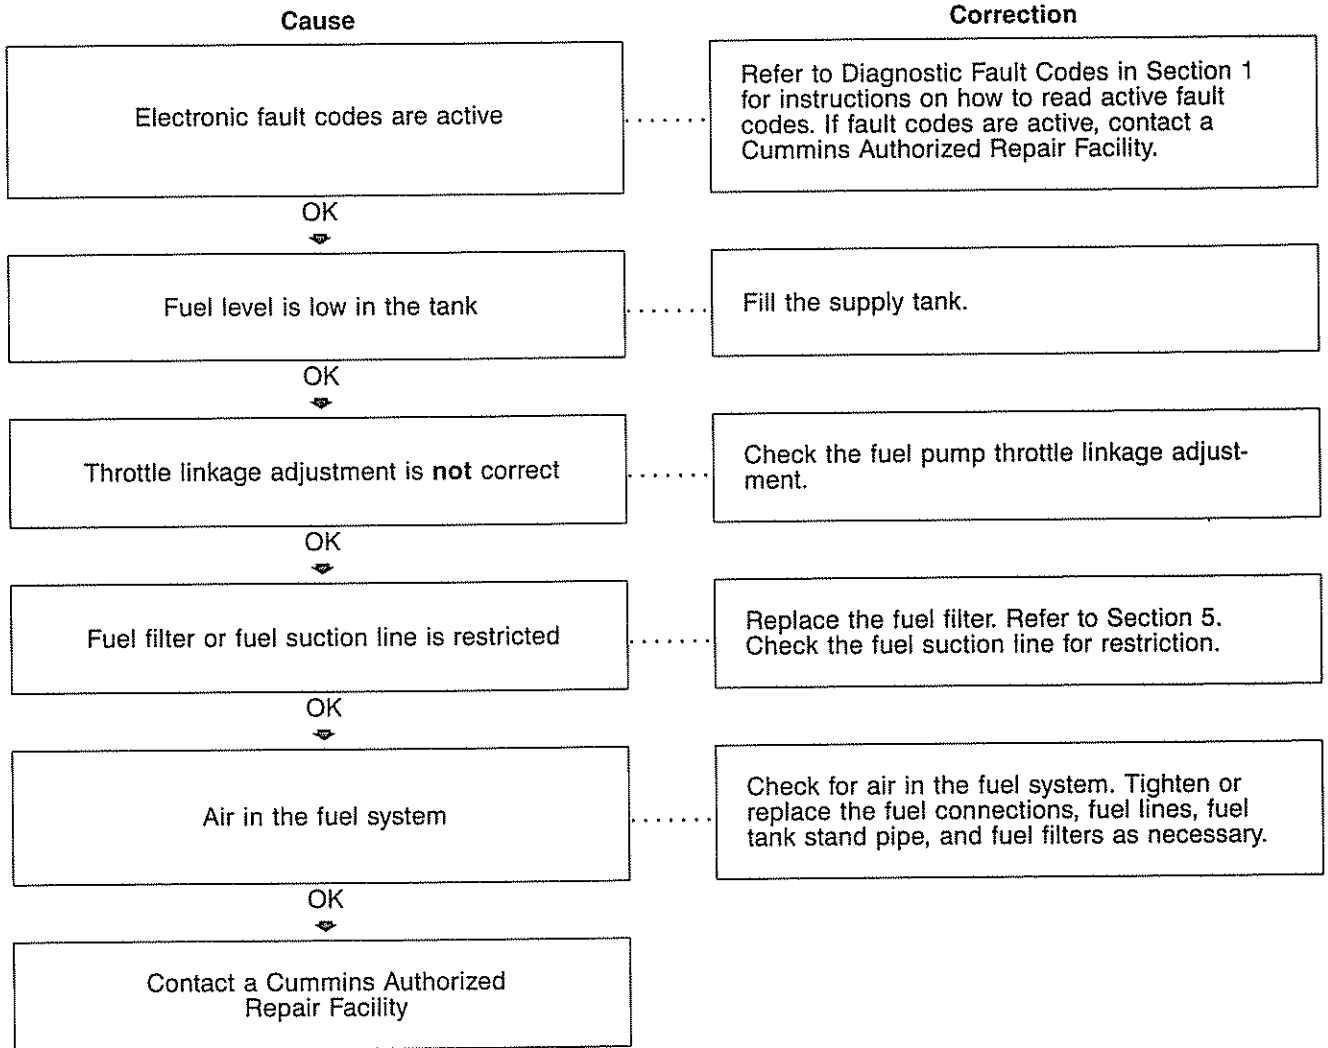 Cause
Correction
Electronic fault codes are active
Refer to Diagnostic Fault Codes in Section 1
for instructions on how to read active fault
codes. If fault codes are active, contact a
Cummins Authorized Repair Facility.
OK
Fuel level is low in the tank
Fill the supply tank.
OK
Throttle linkage adjustment is not correct
Check the fuel pump throttle linkage adjust-
ment.
OK
Fuel filter or fuel suction line is restricted
Replace the fuel filter. Refer to Section 5.
Check the fuel suction line for restriction.
OK
Air in the fuel system
Check for air in the fuel system. Tighten or
replace the fuel connections, fuel lines, fuel
tank stand pipe, and fuel filters as necessary.
OK
Contact a Cummins Authorized
Repair Facility